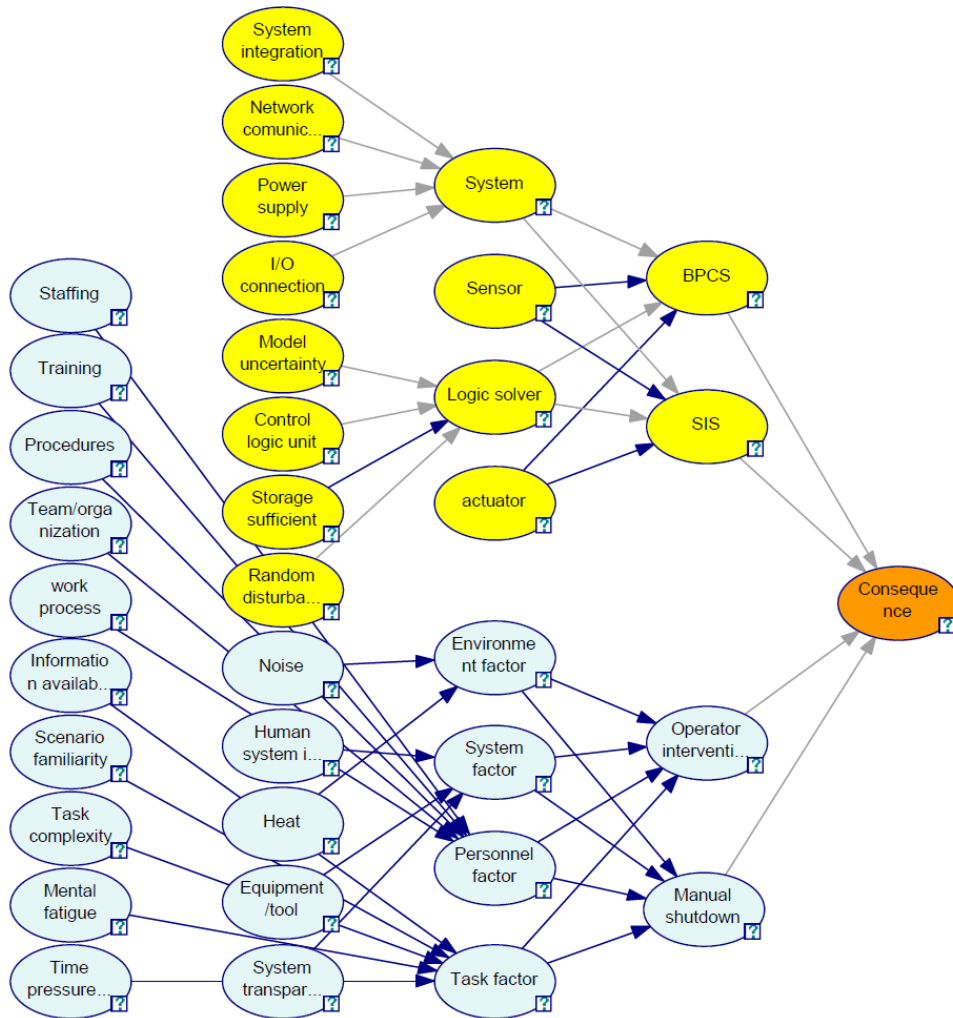 System
integration
?
Network
comunic...
?
Power
supply
?
I/O
connection
?
Model
uncertainty
?
Control
logic unit
?
Storage
sufficient
?
Random
disturba...
?
System
?
Sensor
?
Logic solver
?
actuator
?
BPCS
?
SIS
?
Conseque
nce
?
Staffing
?
Training
?
Procedures
?
Team/orga
nization
?
work
process
?
Informatio
n availab...
?
Scenario
familiarity
?
Task
complexity
?
Mental
fatigue
?
Time
pressure...
?
Noise
?
Human
system i...
?
Heat
?
Equipment
/tool
?
System
transpar...
?
Environme
nt factor
?
System
factor
?
Personnel
factor
?
Task factor
?
Operator
interventi...
?
Manual
shutdown
?